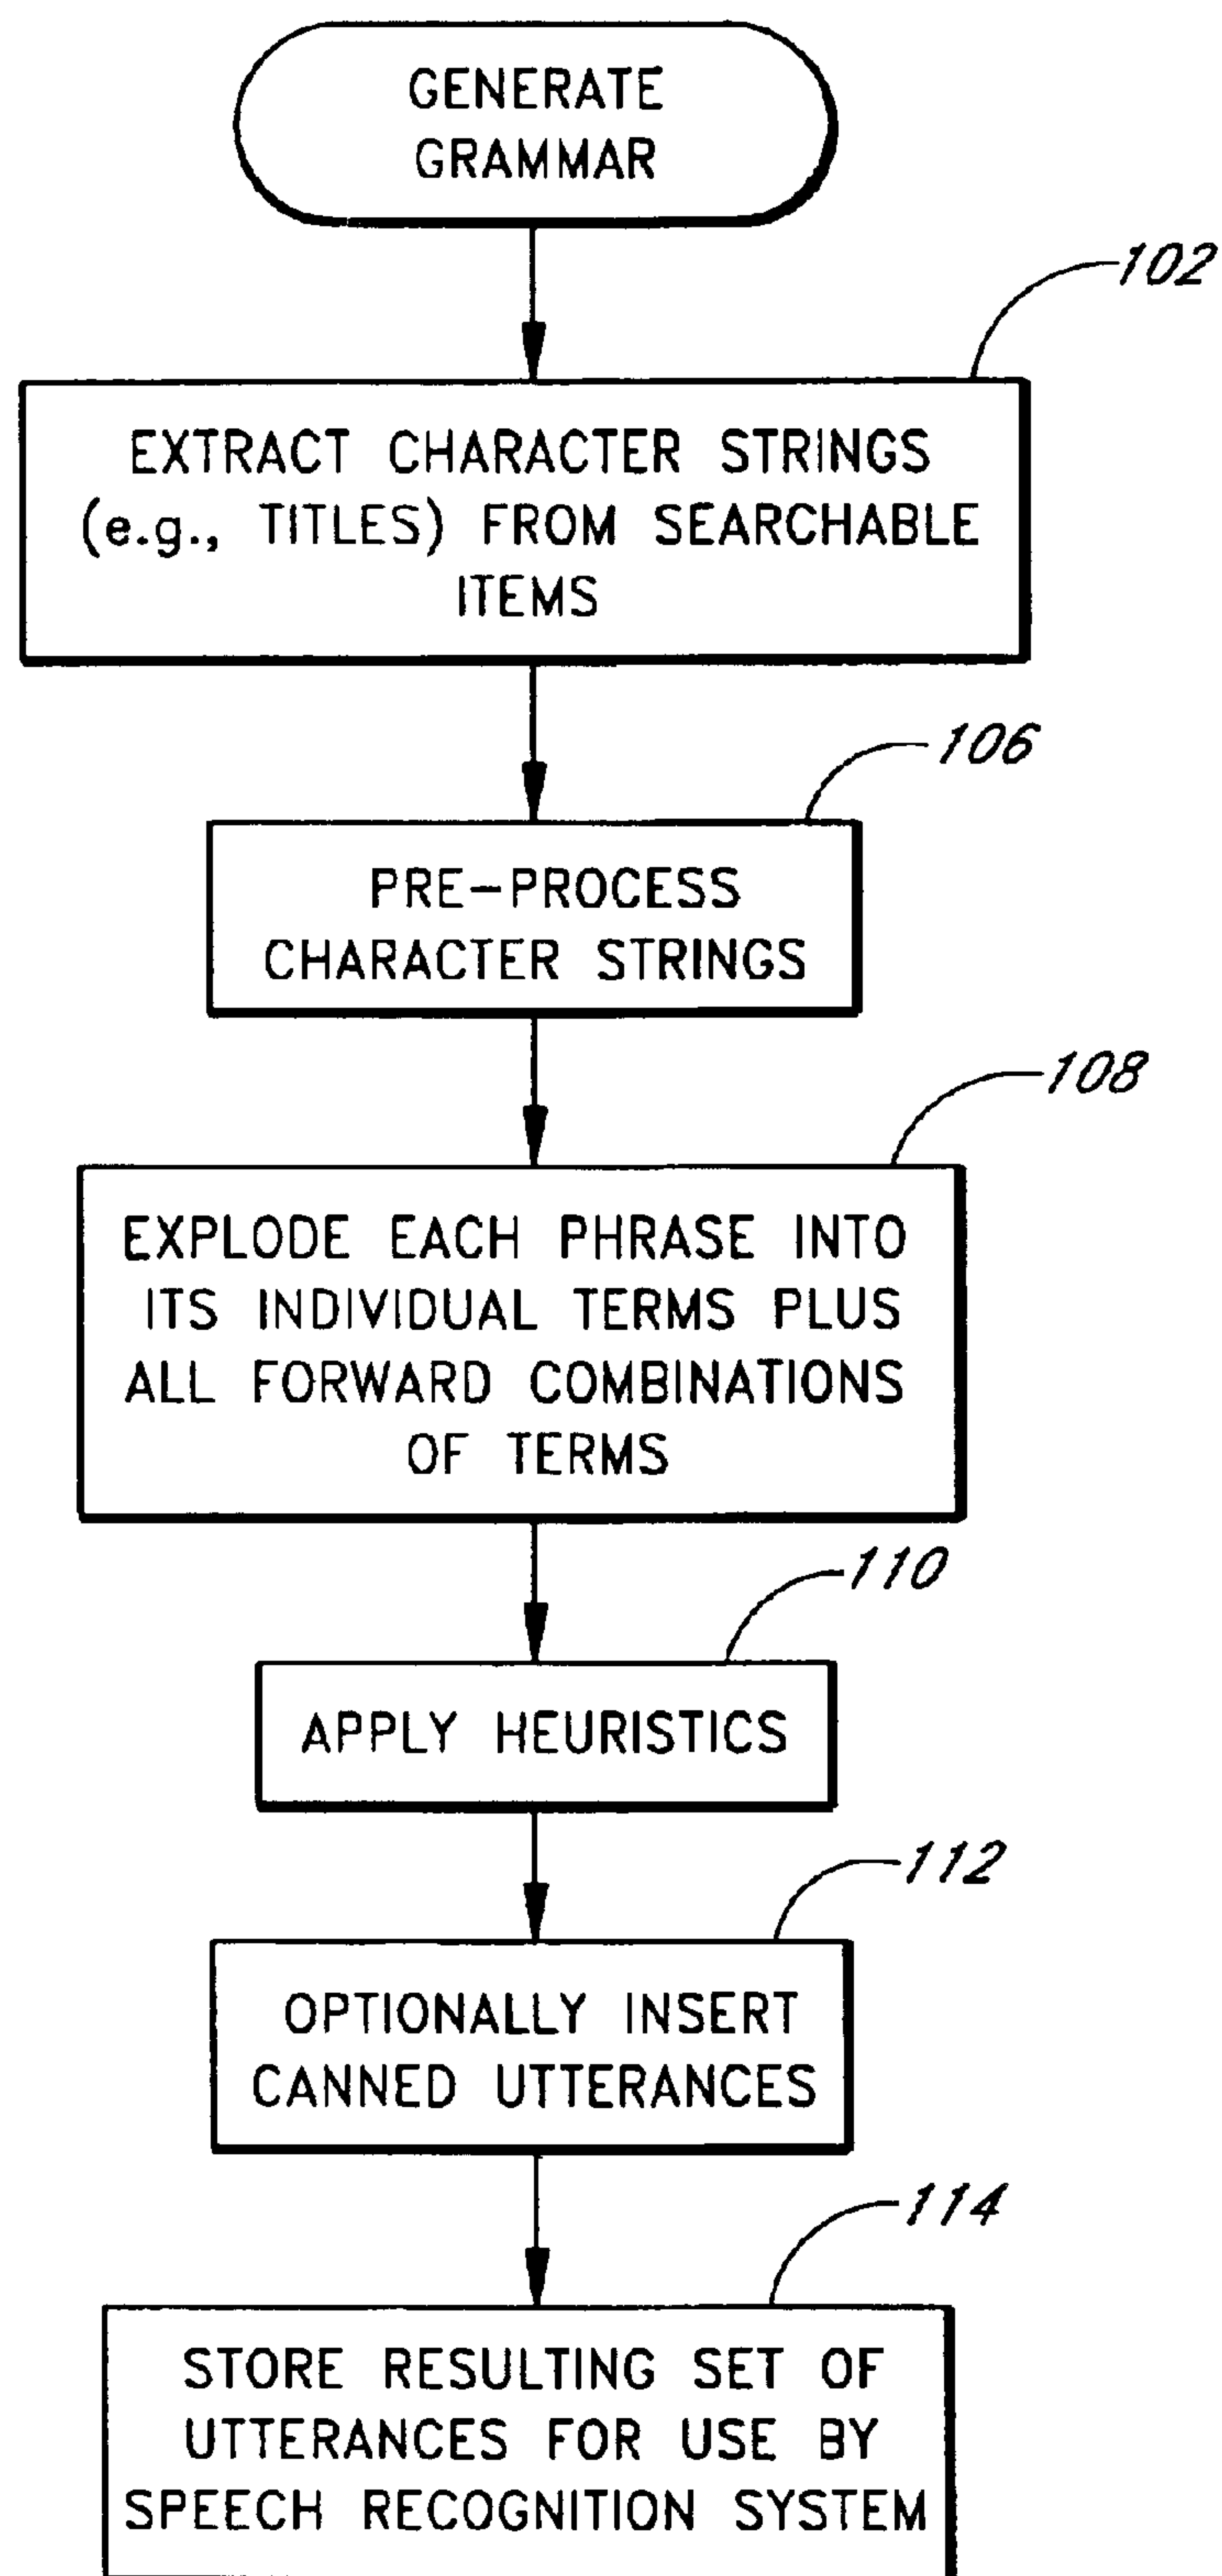 GENERATE
GRAMMAR
102
EXTRACT CHARACTER STRINGS
(e.g., TITLES) FROM SEARCHABLE
ITEMS
106
PRE-PROCESS
CHARACTER STRINGS
108
EXPLODE EACH PHRASE INTO
ITS INDIVIDUAL TERMS PLUS
ALL FORWARD COMBINATIONS
OF TERMS
110
APPLY HEURISTICS
112
OPTIONALLY INSERT
CANNED UTTERANCES
114
STORE RESULTING SET OF
UTTERANCES FOR USE BY
SPEECH RECOGNITION SYSTEM